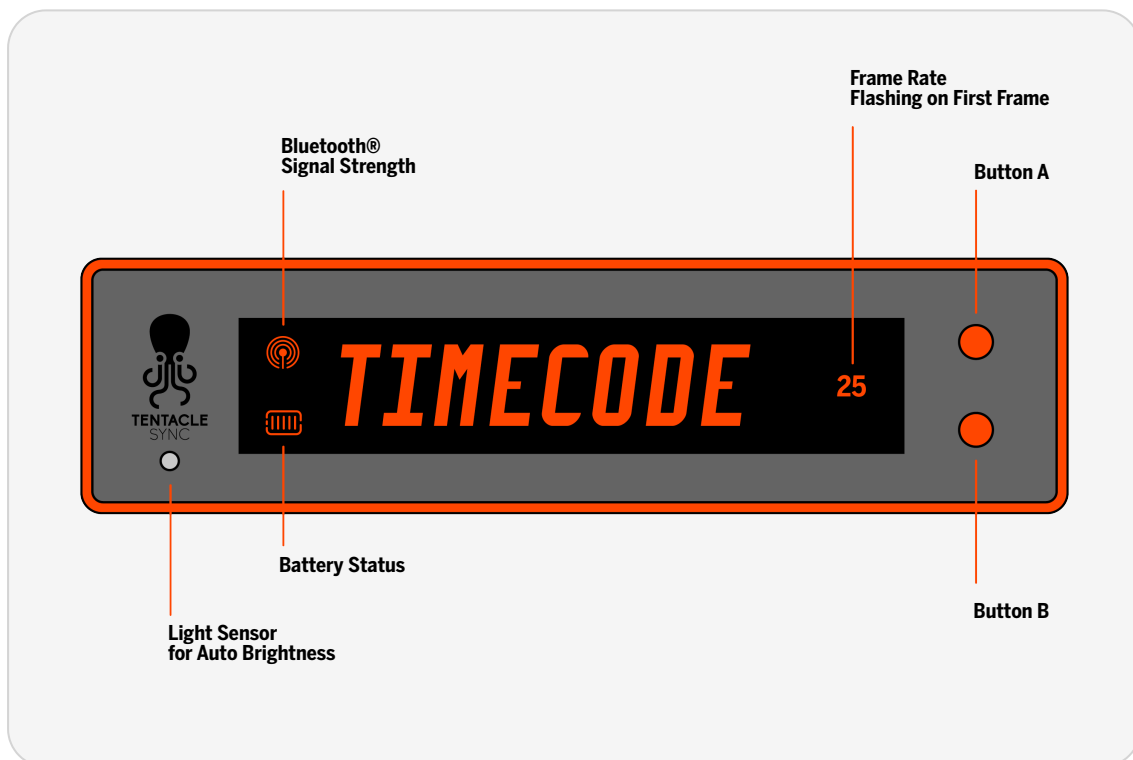 Frame Rate
Flashing on First Frame
Bluetooth®
Signal Strength
Button A
TIMECODE
25
TENTACLE
SYNC
Battery Status
Button B
Light Sensor
for Auto Brightness